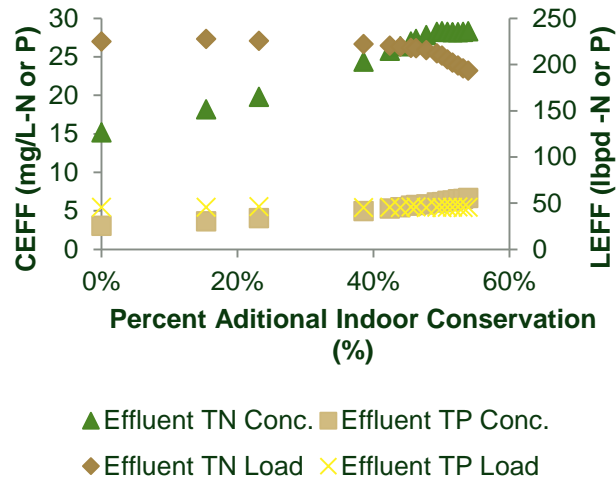 30
25
20
15
10
5
0
CEFF (mg/L-N or P)
250
200
150
100
50
0
LEFF (lbpd -N or P)
0% 20% 40% 60%
Percent Aditional Indoor Conservation
(%)
Effluent TN Conc. Effluent TP Conc.
Effluent TN Load Effluent TP Load